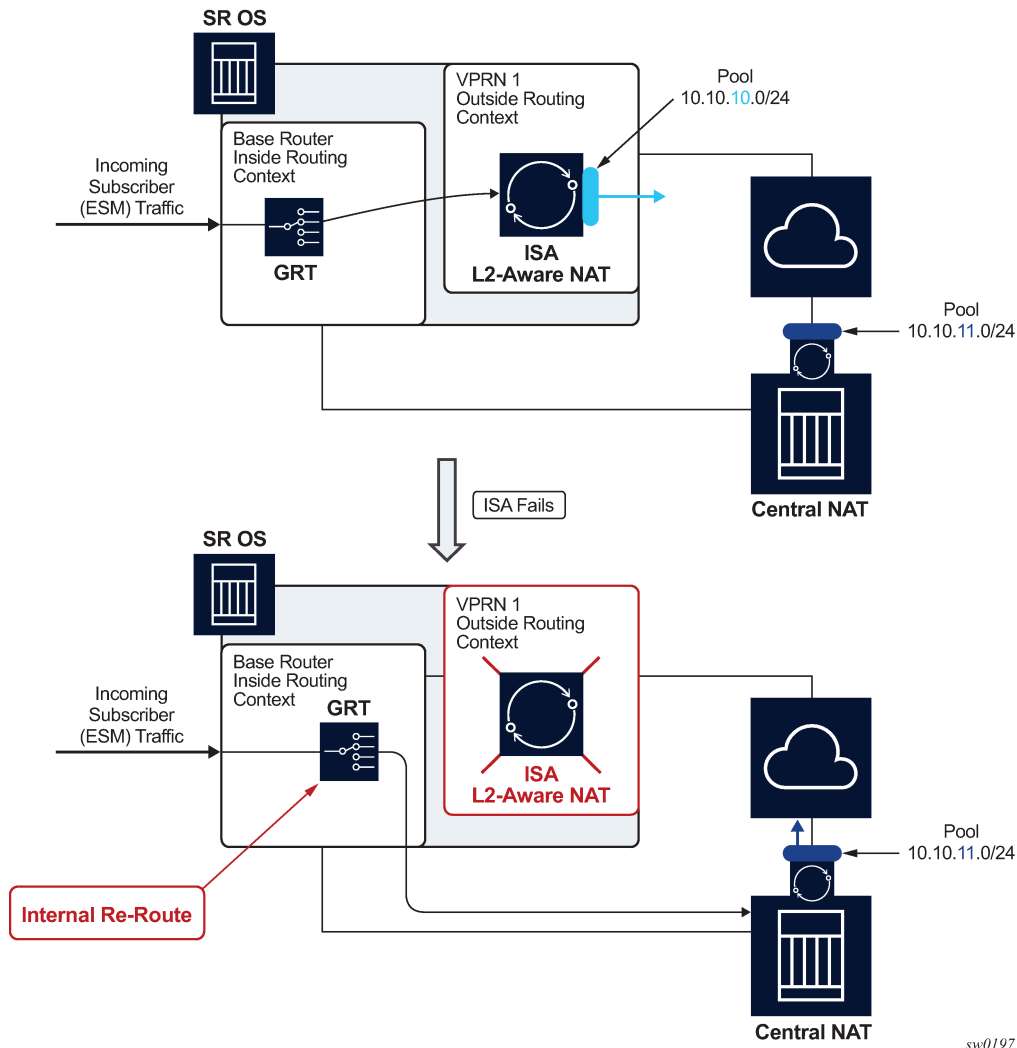 SR OS
VPRN 1
Outside Routing
Context
Pool
10.10.10.0/24
Base Router
Inside Routing
Context
Incoming
Subscriber
(ESM) Traffic
GRT
ISA
L2-Aware NAT
Pool
10.10.11.0/24
Central NAT
ISA Fails
SR OS
VPRN 1
Outside Routing
Context
Base Router
Inside Routing
Context
Incoming
Subscriber
(ESM) Traffic
GRT
ISA
L2-Aware NAT
Pool
10.10.11.0/24
Internal Re-Route
Central NAT
sw0197